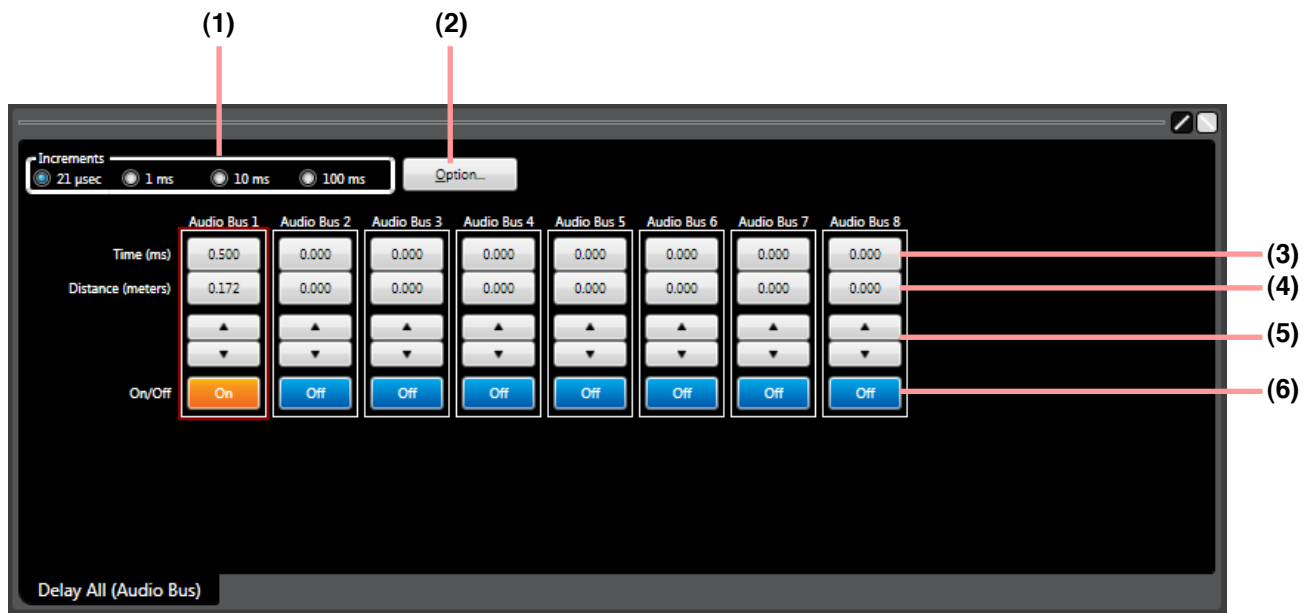 (1) (2)
Increments
21 µsec 1 ms 10 ms 100 ms Option...
Audio Bus 1 Audio Bus 2 Audio Bus 3 Audio Bus 4 Audio Bus 5 Audio Bus 6 Audio Bus 7 Audio Bus 8
Time (ms) 0.500 0.000 0.000 0.000 0.000 0.000 0.000 0.000 (3)
Distance (meters) 0.172 0.000 0.000 0.000 0.000 0.000 0.000 0.000 (4)
(5)
On/Off On Off Off Off Off Off Off Off (6)
Delay All (Audio Bus)